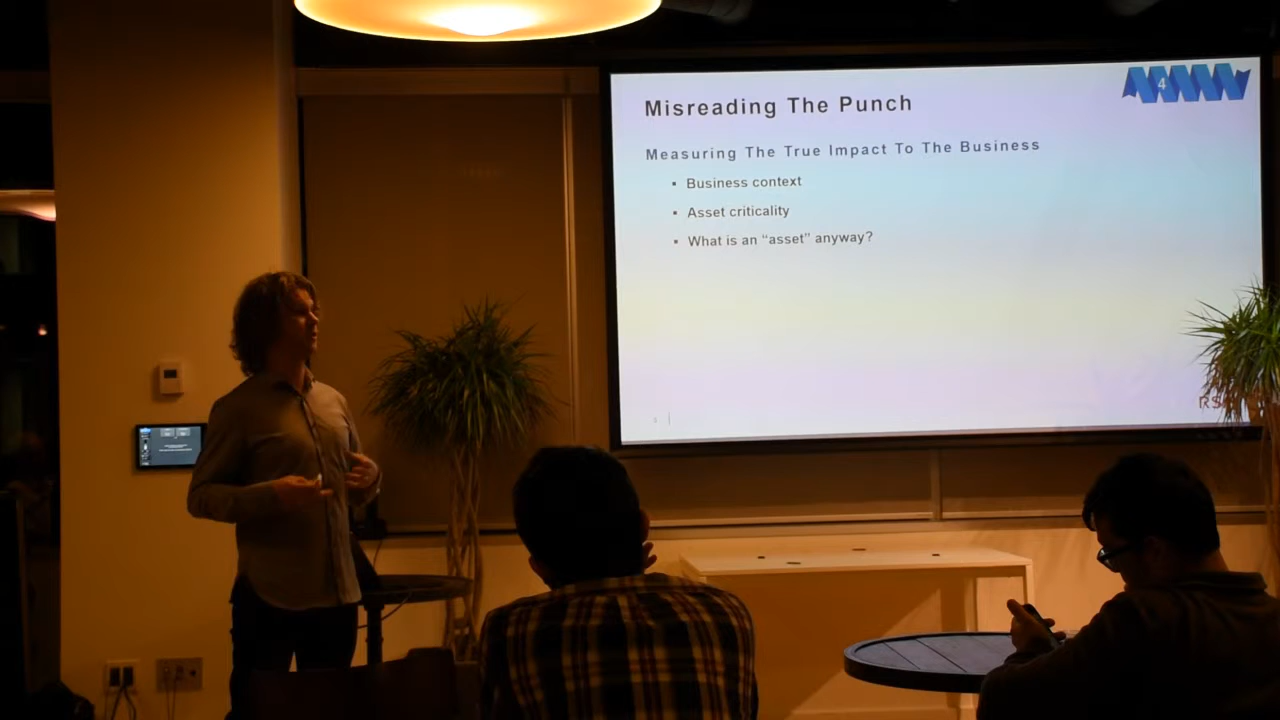 4
Misreading The Punch
Measuring The True Impact To The Business
▪ Business context
▪ Asset criticality
▪ What is an “asset” anyway?